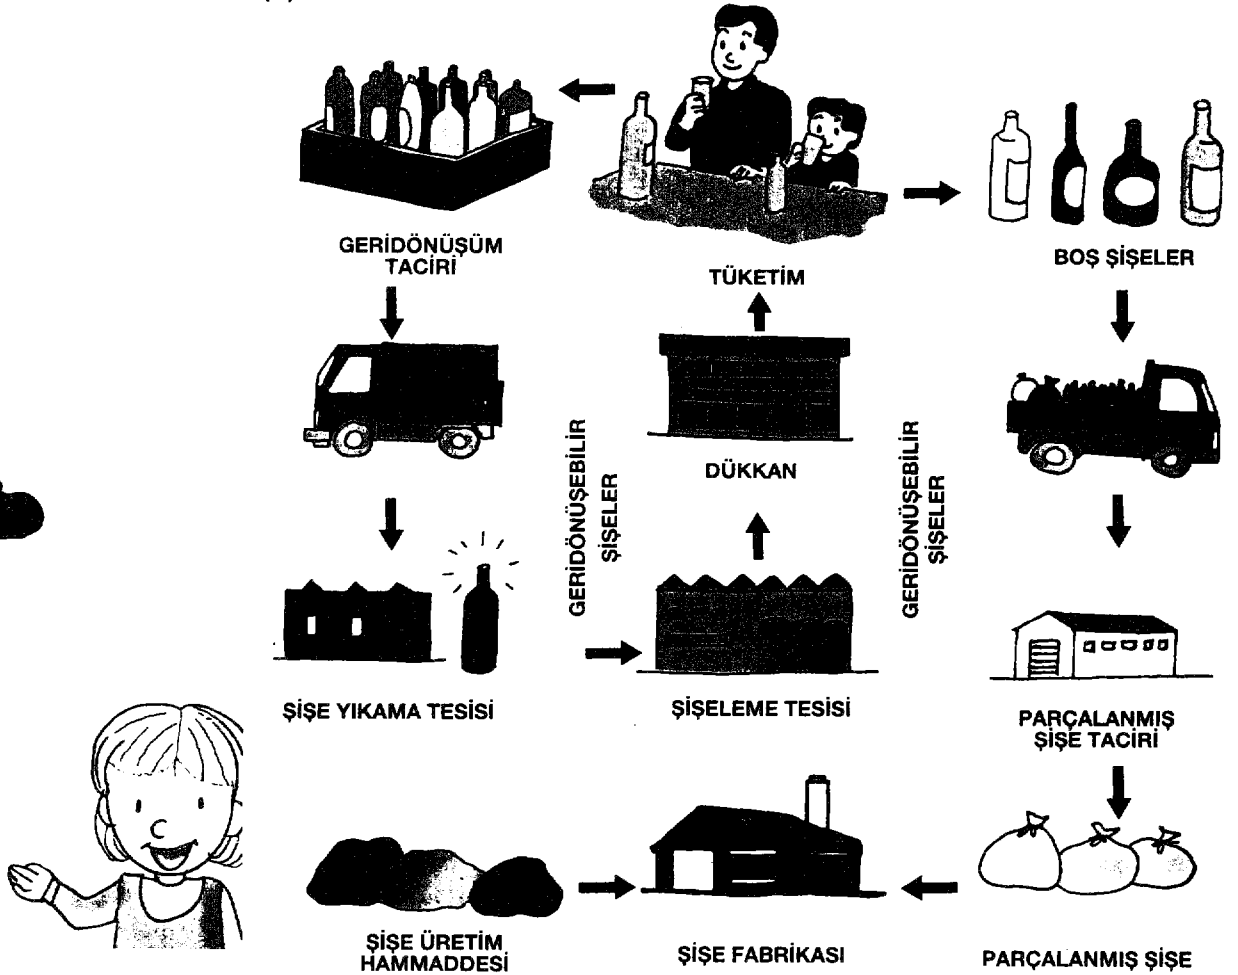 GERİDÖNÜŞÜM
TACİRİ
TÜKETİM
BOŞ ŞİŞELER
DÜKKAN
GERİDÖNÜŞEBİLİR
ŞİŞELER
GERİDÖNÜŞEBİLİR
ŞİŞELER
ŞİŞE YIKAMA TESİSİ
ŞİŞELEME TESİSİ
PARÇALANMIŞ
ŞİŞE TACİRİ
ŞİŞE ÜRETİM
HAMMADDESİ
ŞİŞE FABRİKASI
PARÇALANMIŞ ŞİŞE